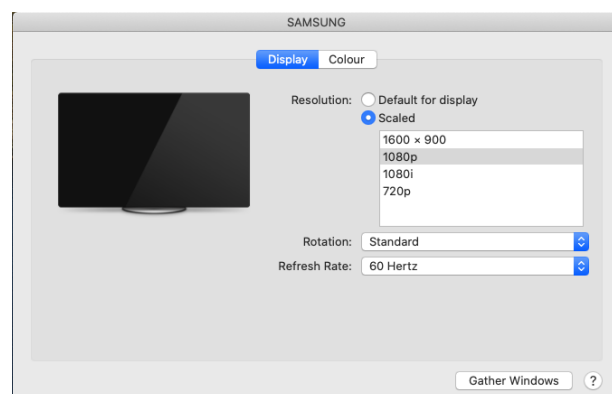 SAMSUNG
Display Colour
Resolution: Default for display
Scaled
1600 × 900
1080p
1080i
720p
Rotation: Standard
Refresh Rate: 60 Hertz
Gather Windows ?